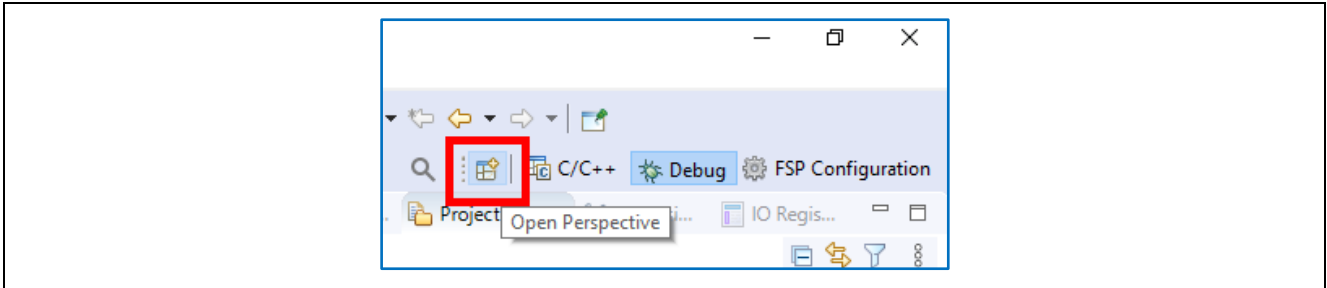 C/C++ Debug FSP Configuration
Project IO Regis...
Open Perspective